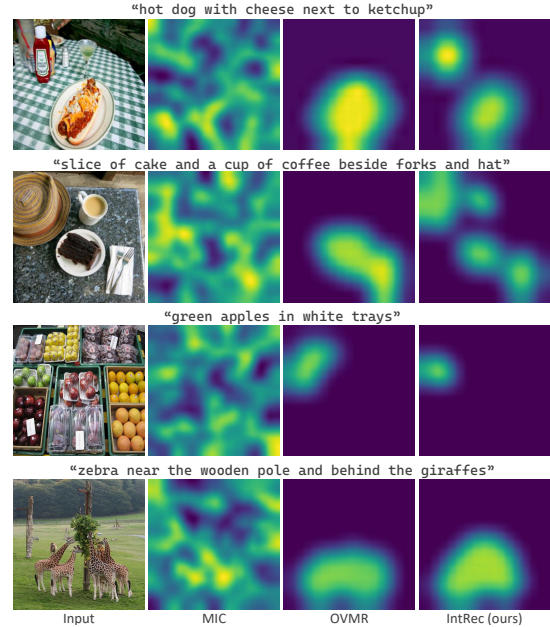 “hot dog with cheese next to ketchup”
“slice of cake and a cup of coffee beside forks and hat”
“green apples in white trays”
“zebra near the wooden pole and behind the giraffes”
Input MIC OVMR IntRec (ours)